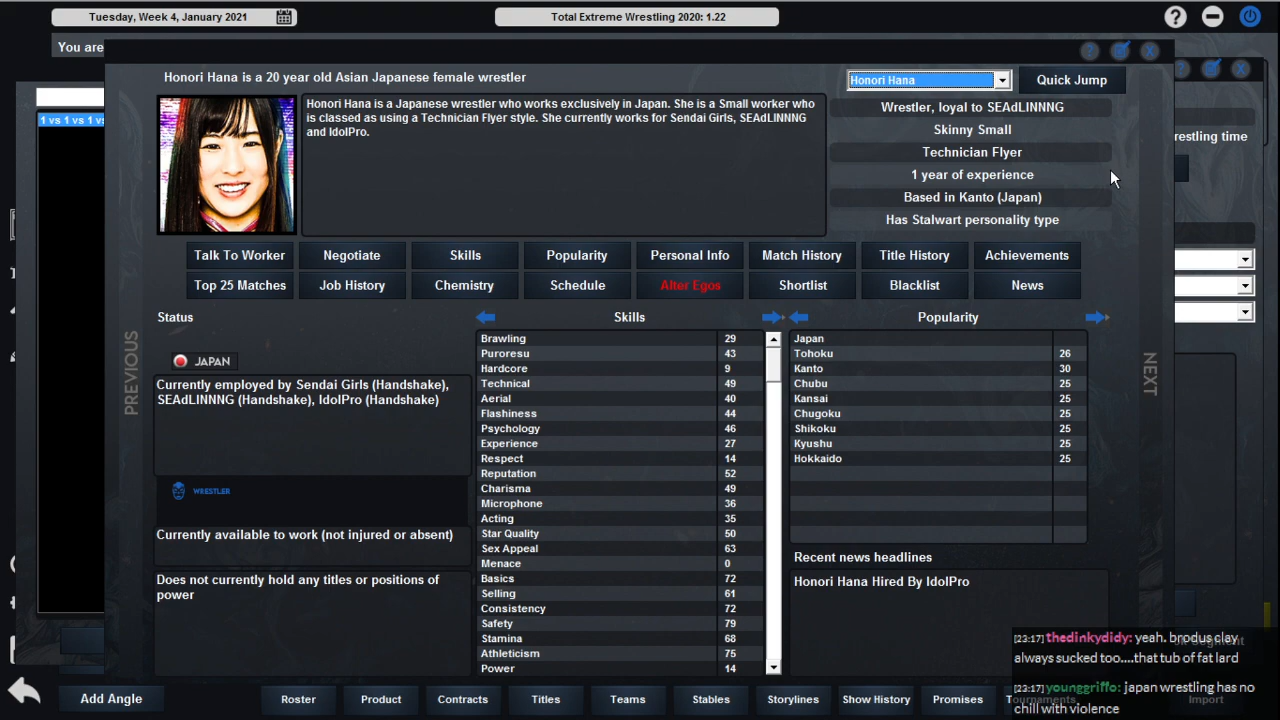 Tuesday, Week 4, January 2021
Total Extreme Wrestling 2020: 1.22
?
You are
? X
? X
Honori Hana is a 20 year old Asian Japanese female wrestler
Honori Hana
Quick Jump
Honori Hana is a Japanese wrestler who works exclusively in Japan. She is a Small worker who
is classed as using a Technician Flyer style. She currently works for Sendai Girls, SEAdLINNNG
and IdolPro.
Wrestler, loyal to SEAdLINNNG
Skinny Small
Technician Flyer
1 year of experience
Based in Kanto (Japan)
Has Stalwart personality type
1 vs 1 vs 1 vs
restling time
Talk To Worker
Negotiate
Skills
Popularity
Personal Info
Match History
Title History
Achievements
Top 25 Matches
Job History
Chemistry
Schedule
Alter Egos
Shortlist
Blacklist
News
Status
Skills
Popularity
PREVIOUS
NEXT
JAPAN
Currently employed by Sendai Girls (Handshake),
SEAdLINNNG (Handshake), IdolPro (Handshake)
WRESTLER
Currently available to work (not injured or absent)
Does not currently hold any titles or positions of
power
Brawling 29
Puroresu 43
Hardcore 9
Technical 49
Aerial 40
Flashiness 44
Psychology 46
Experience 27
Respect 14
Reputation 52
Charisma 49
Microphone 36
Acting 35
Star Quality 50
Sex Appeal 63
Menace 0
Basics 72
Selling 61
Consistency 72
Safety 79
Stamina 68
Athleticism 75
Power 14
Japan
Tohoku 26
Kanto 30
Chubu 25
Kansai 25
Chugoku 25
Shikoku 25
Kyushu 25
Hokkaido 25
Recent news headlines
Honori Hana Hired By IdolPro
[23:17] thedinkydidy: yeah. brodus clay
always sucked too....that tub of fat lard
[23:17] younggriffo: japan wrestling has no
chill with violence
Add Angle
Roster
Product
Contracts
Titles
Teams
Stables
Storylines
Show History
Promises
Tournaments
Import